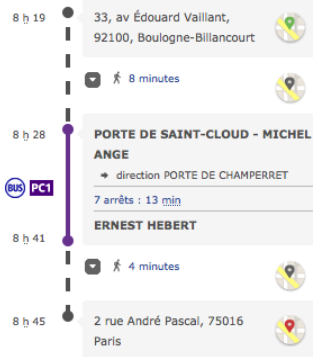 8 h 19
33, av Édouard Vaillant,
92100, Boulogne-Billancourt
8 minutes
8 h 28
PORTE DE SAINT-CLOUD - MICHEL
ANGE
direction PORTE DE CHAMPERRET
BUS PC1
7 arrêts : 13 min
ERNEST HEBERT
8 h 41
4 minutes
8 h 45
2 rue André Pascal, 75016
Paris